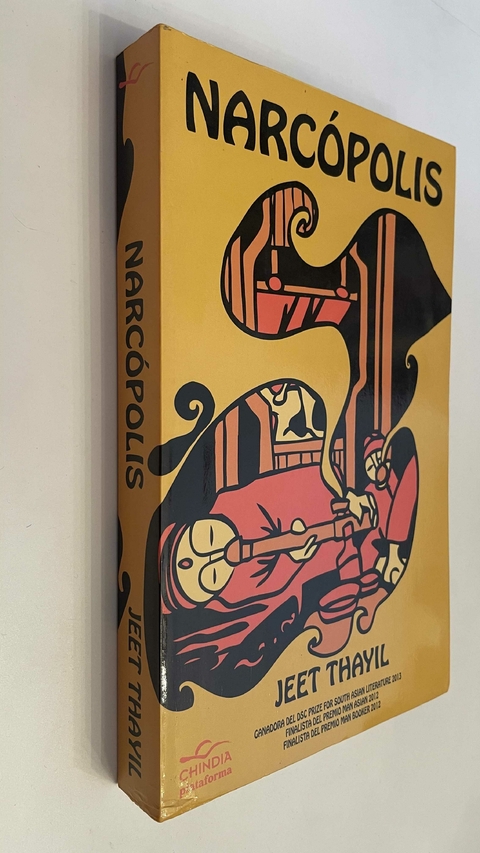 NARCÓPOLIS
JEET THAYIL
GANADORA DEL DSC PRIZE FOR SOUTH ASIAN LITERATURE 2013
FINALISTA DEL PREMIO MAN ASIAN 2012
FINALISTA DEL PREMIO MAN BOOKER 2012
CHINDIA
plataforma
NARCÓPOLIS
JEET THAYIL